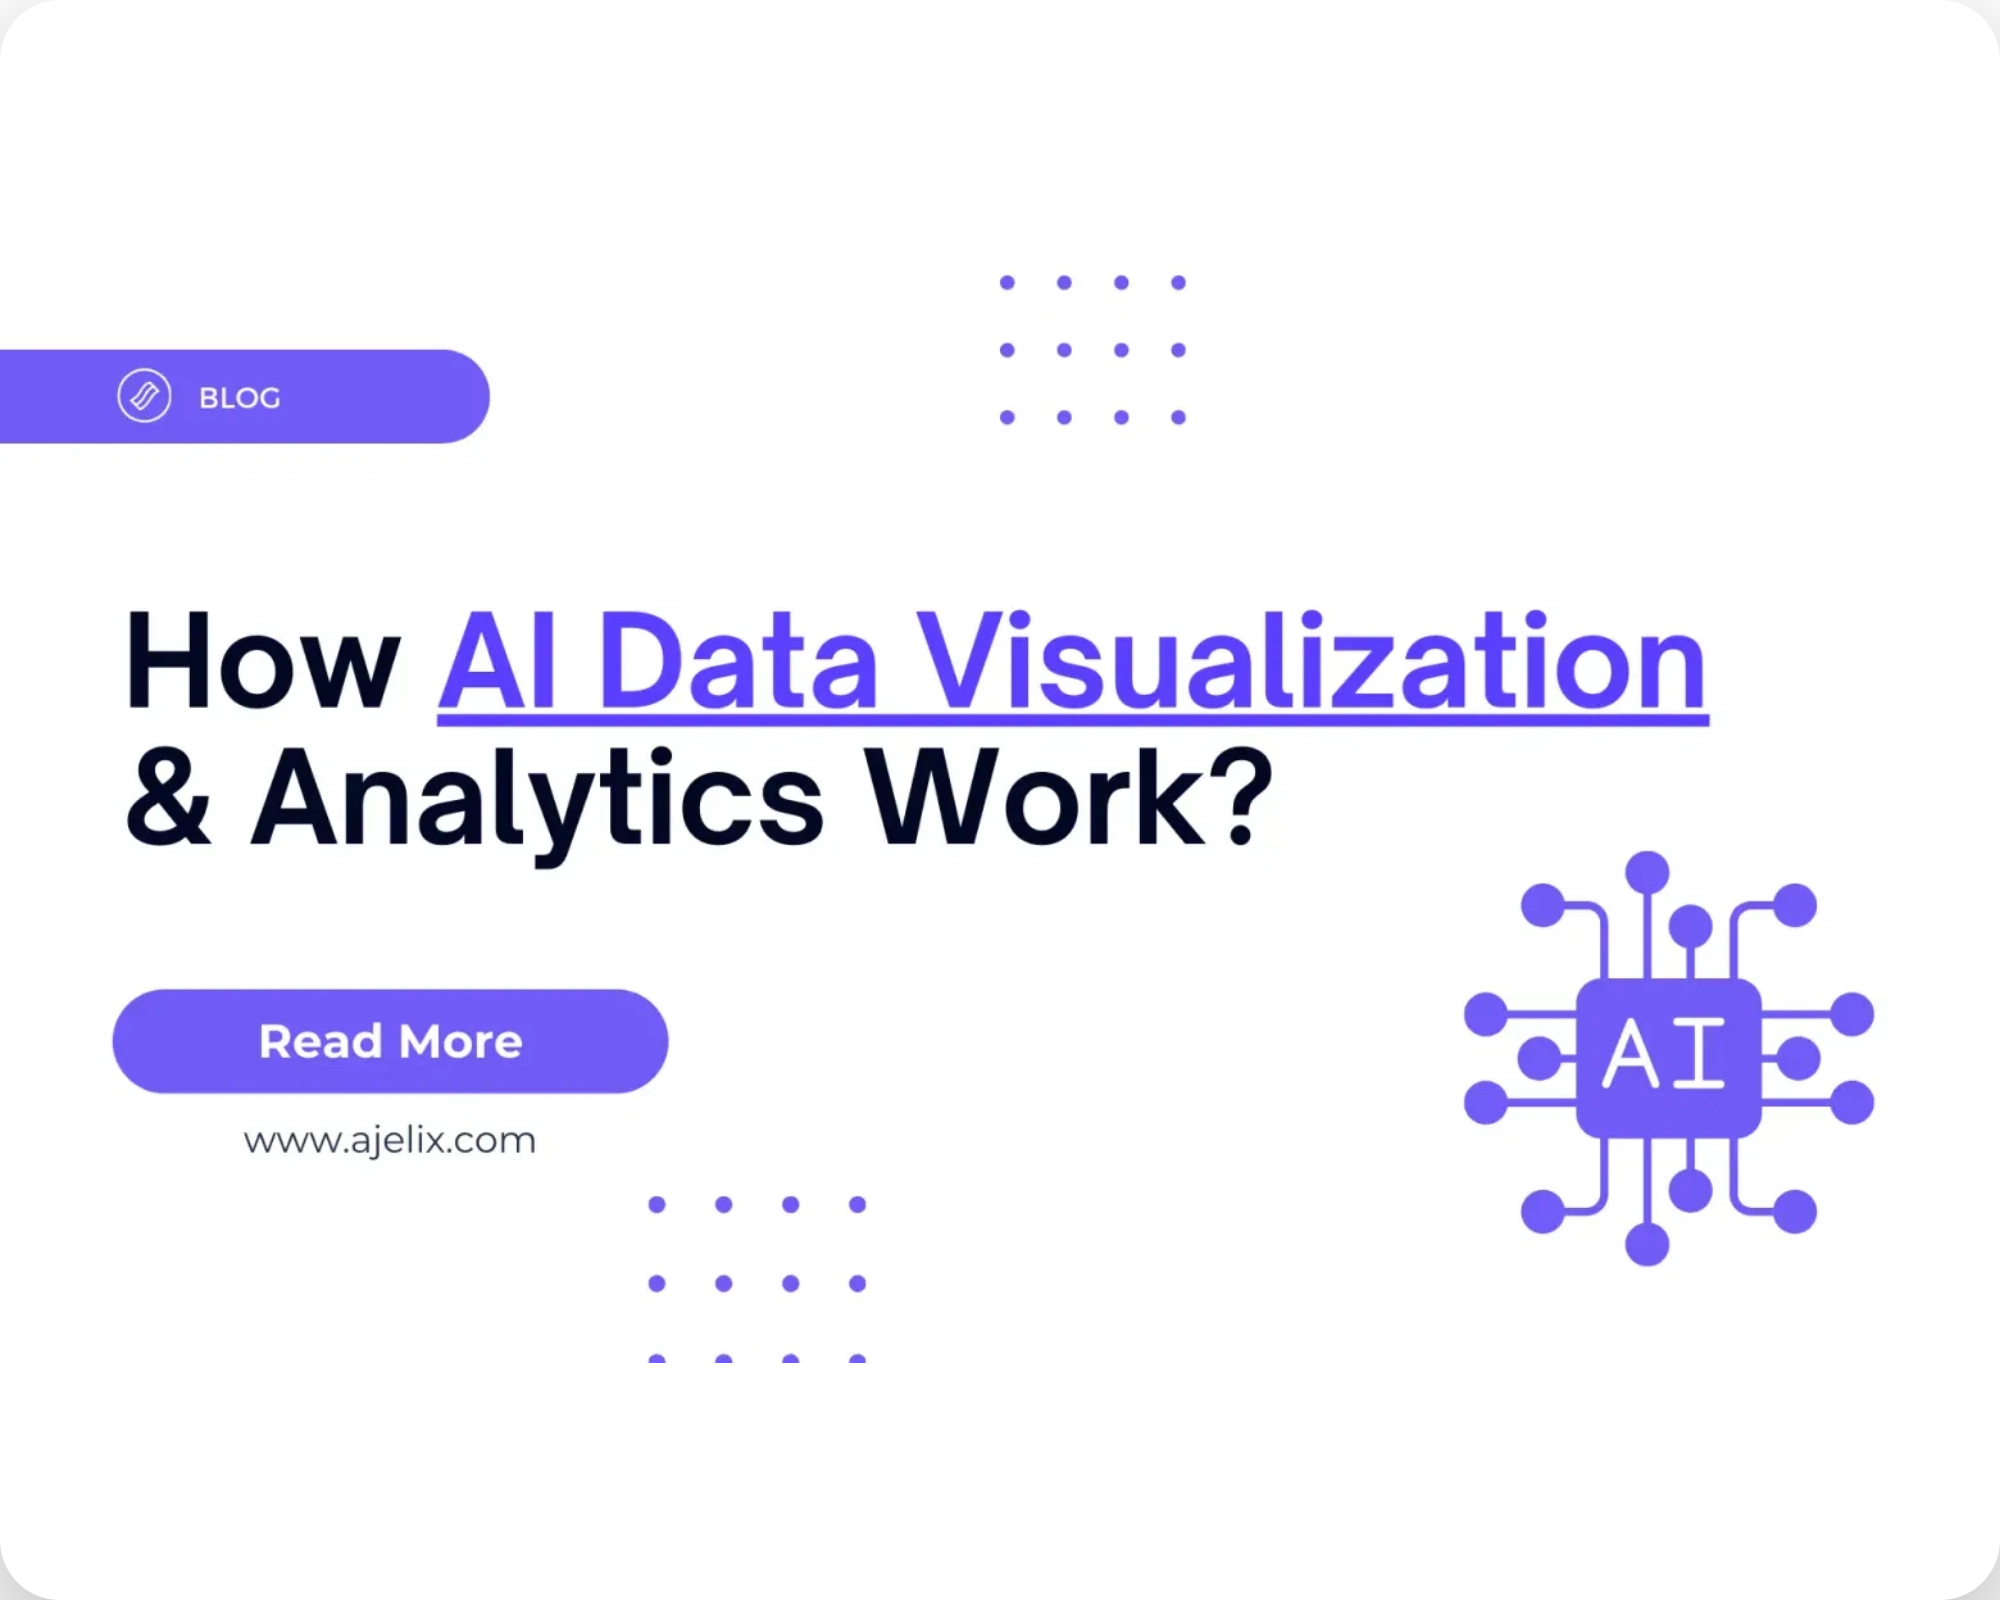 BLOG
How AI Data Visualization
& Analytics Work?
Read More
www.ajelix.com
AI